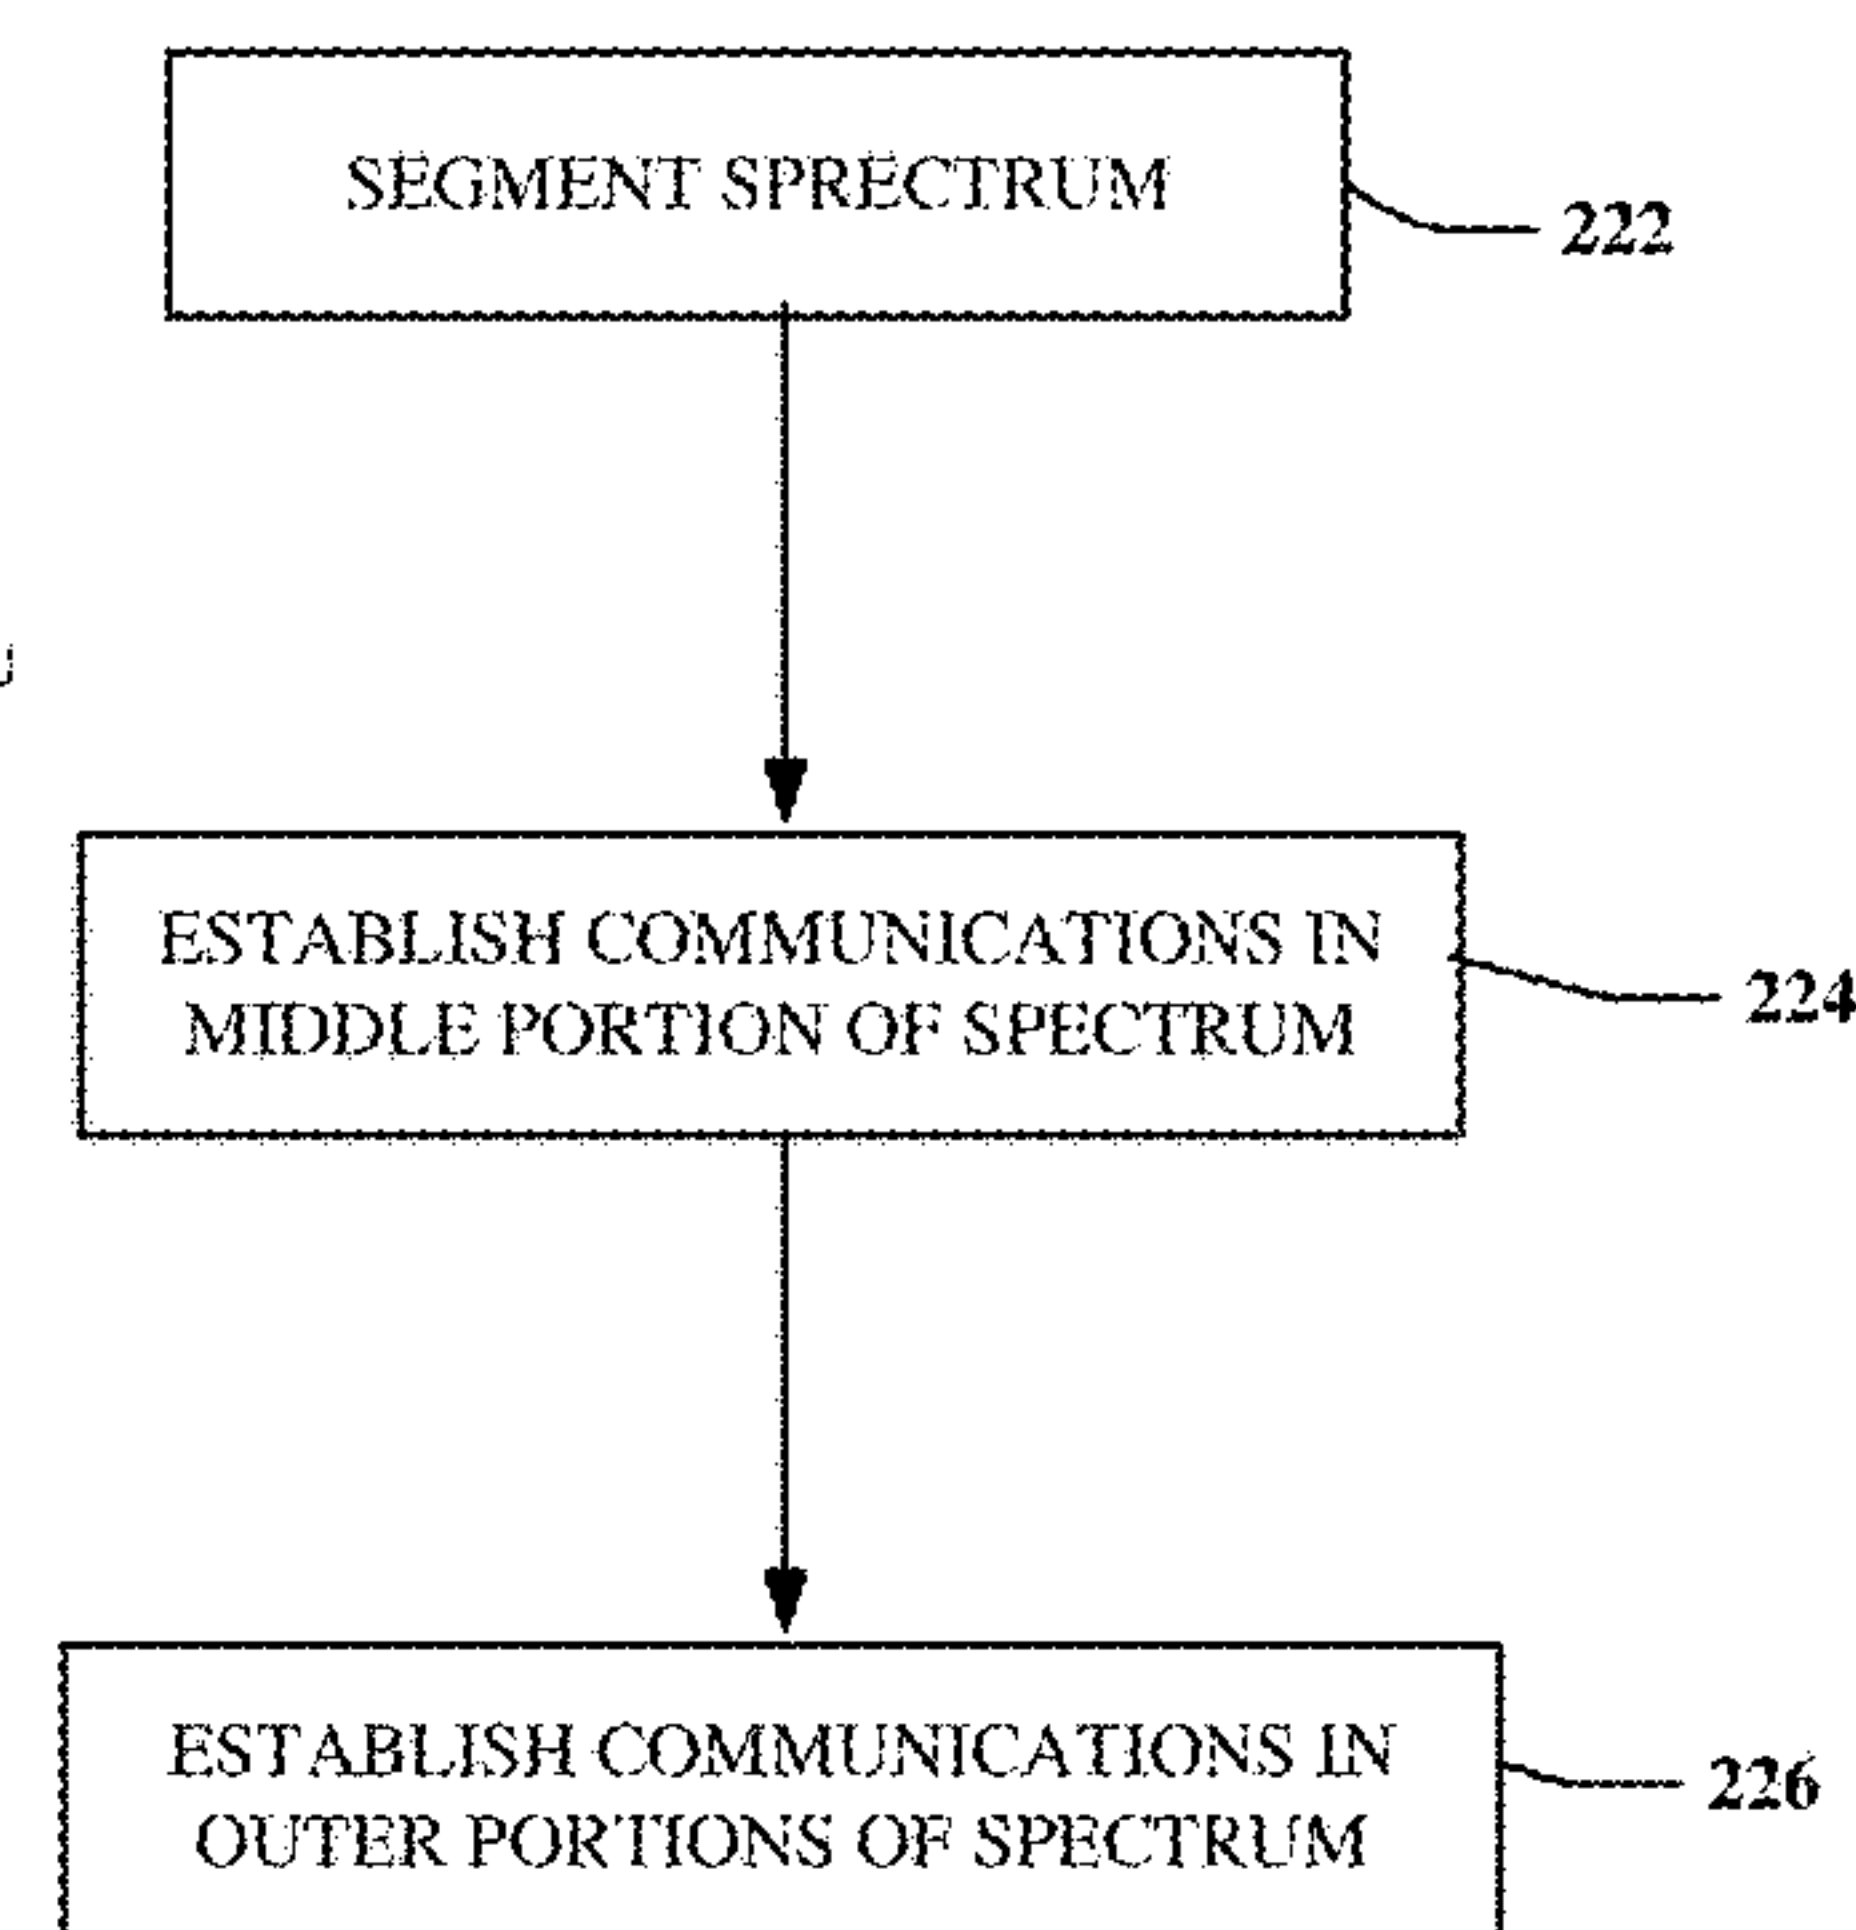 SEGMENT SPRECTRUM
222
ESTABLISH COMMUNICATIONS IN
MIDDLE PORTION OF SPECTRUM
224
ESTABLISH COMMUNICATIONS IN
OUTER PORTIONS OF SPECTRUM
226